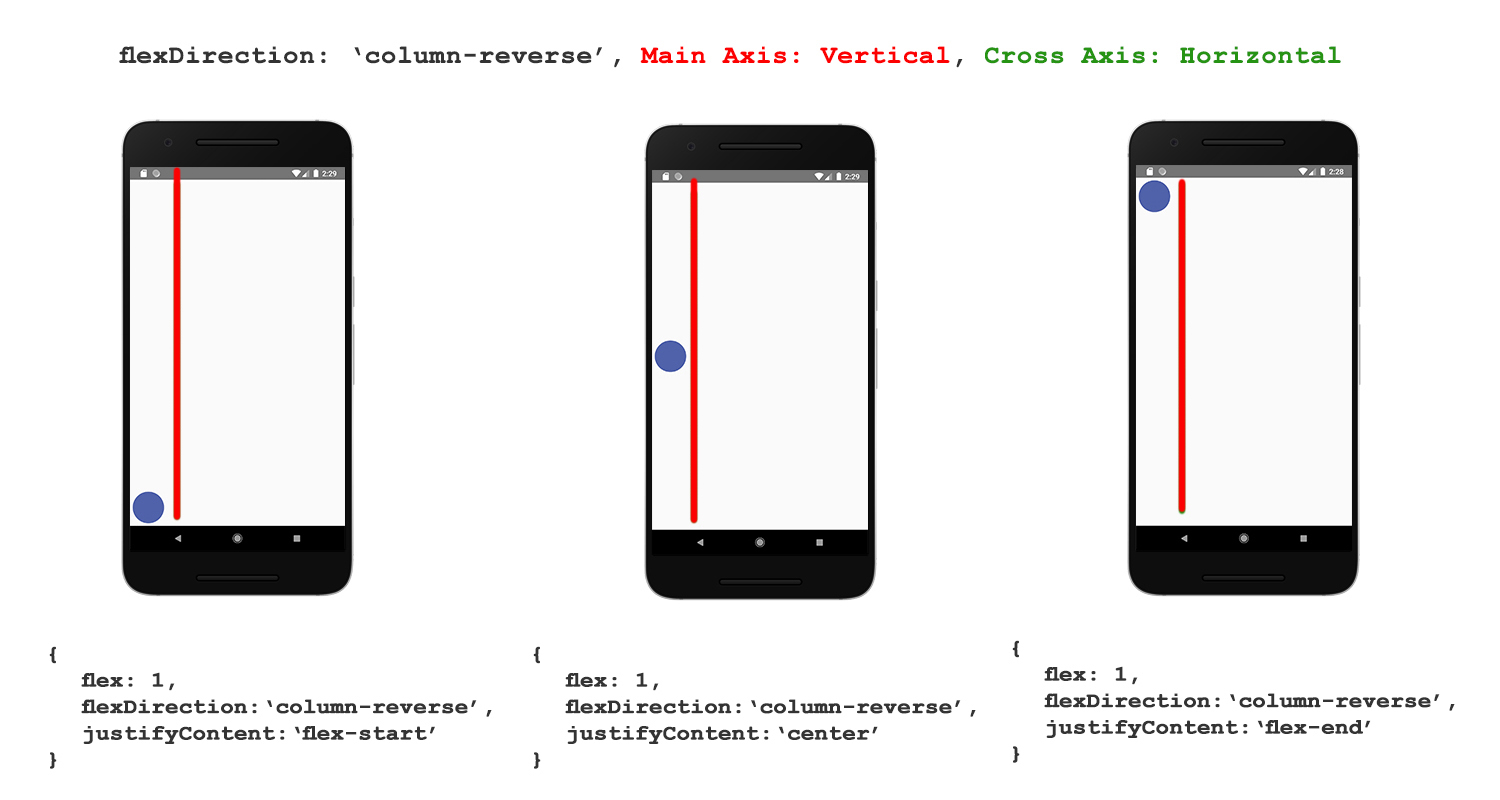 flexDirection: ‘column-reverse’, Main Axis: Vertical, Cross Axis: Horizontal
2:29
2:29
2:28
{
flex: 1,
flexDirection:‘column-reverse’,
justifyContent:‘flex-start’
}
{
flex: 1,
flexDirection:‘column-reverse’,
justifyContent:‘center’
}
{
flex: 1,
flexDirection:‘column-reverse’,
justifyContent:‘flex-end’
}